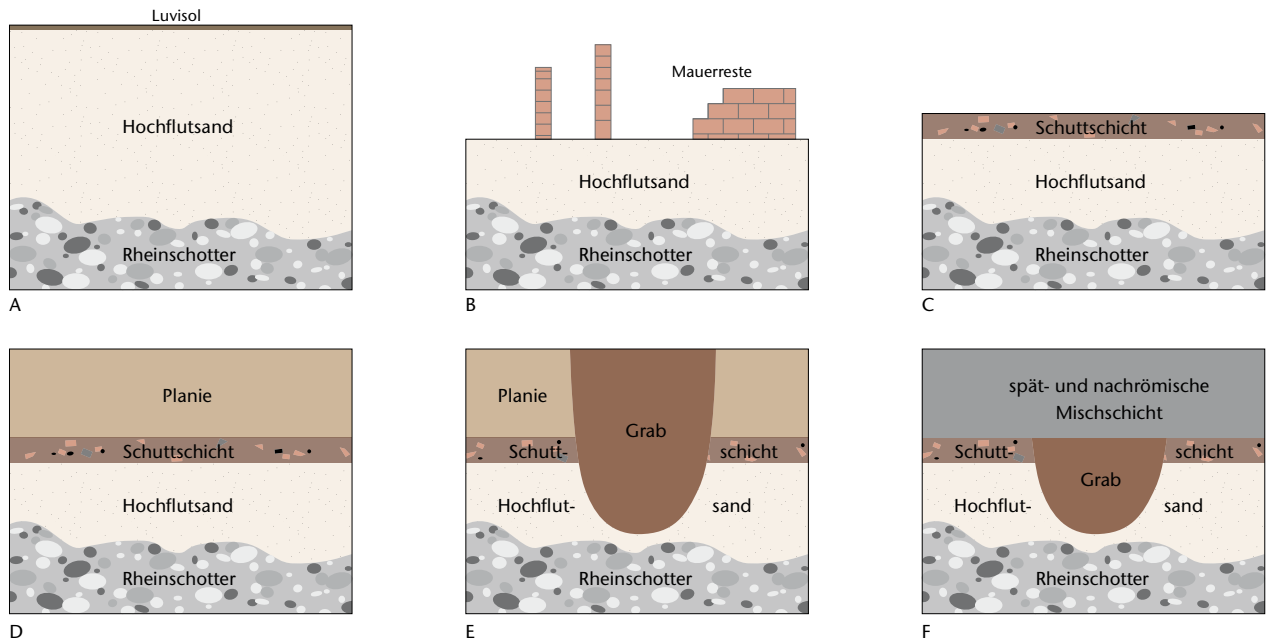 Luvisol
Hochflutsand
Rheinschotter
A
Mauerreste
Hochflutsand
Rheinschotter
B
Schuttschicht
Hochflutsand
Rheinschotter
C
Planie
Schuttschicht
Hochflutsand
Rheinschotter
D
Planie
Grab
Schutt- schicht
Hochflut- sand
Rheinschotter
E
spät- und nachrömische
Mischschicht
Schutt- schicht
Grab
Hochflut- sand
Rheinschotter
F